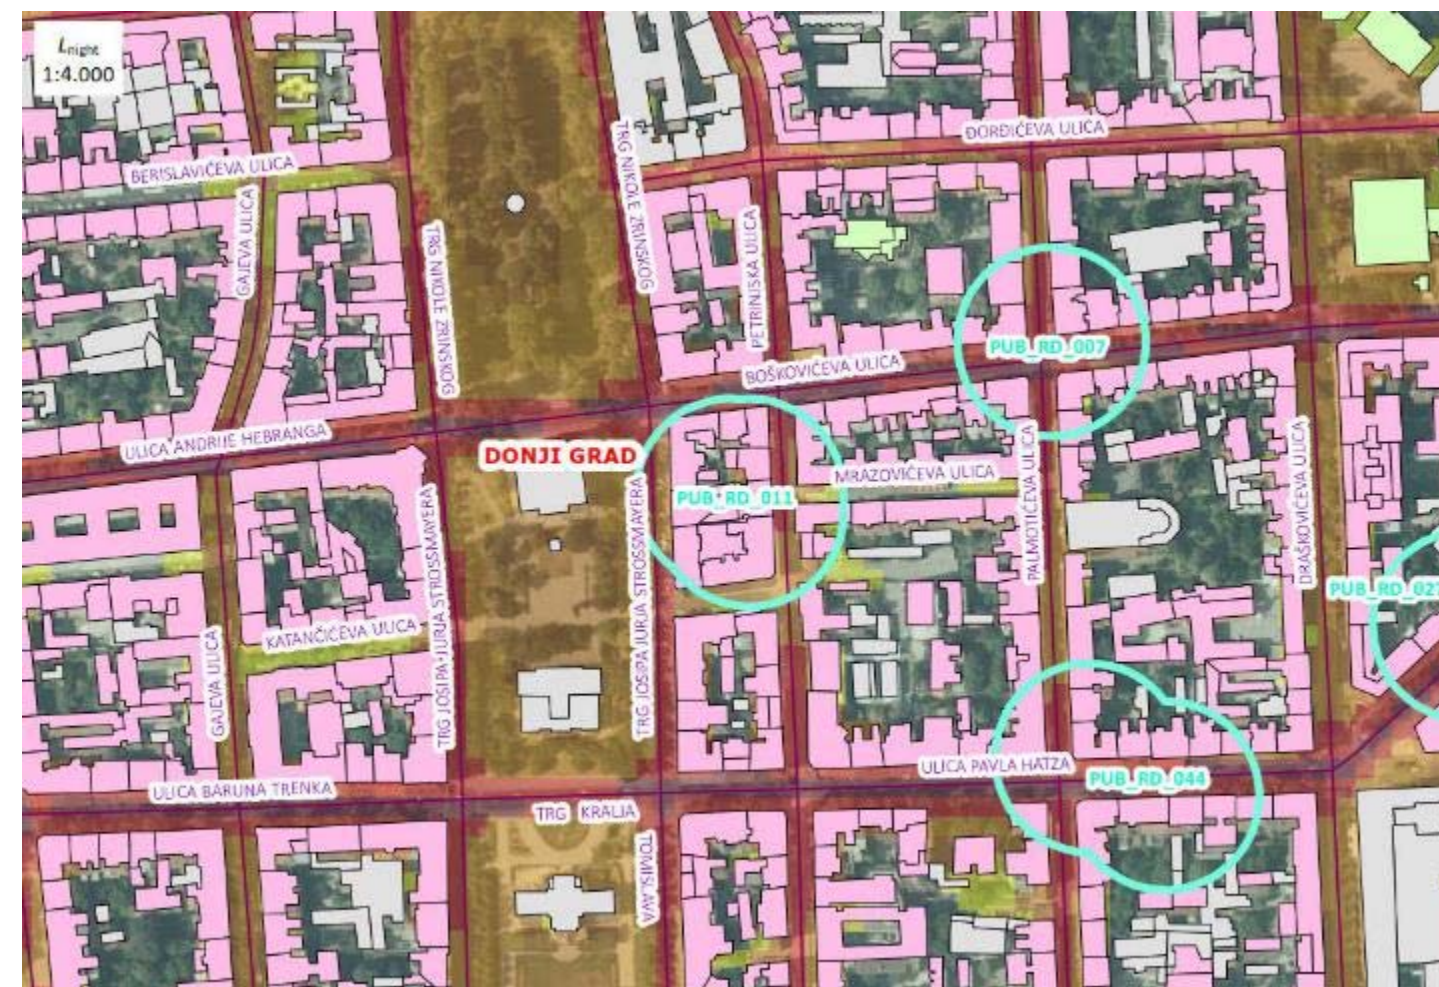 Lnight
1:4.000
ĐORĐIĆEVA ULICA
BERISLAVIĆEVA ULICA
TRG NIKOLE ZRINSKOG
GAJEVA ULICA
PETRINJSKA ULICA
TRG NIKOLE ZRINSKOG
PUB_RD_007
BOŠKOVIĆEVA ULICA
ULICA ANDRIJE HEBRANGA
DONJI GRAD
MRAZOVIĆEVA ULICA
PUB_RD_011
PALMOTIĆEVA ULICA
DRAŠKOVIĆEVA ULICA
TRG JOSIPA JURJA STROSSMAYERA
TRG JOSIPA JURJA STROSSMAYERA
PUB_RD_027
KATANČIĆEVA ULICA
GAJEVA ULICA
ULICA PAVLA HATZA
PUB_RD_044
ULICA BARUNA TRENKA
TRG KRALJA
TOMISLAVA